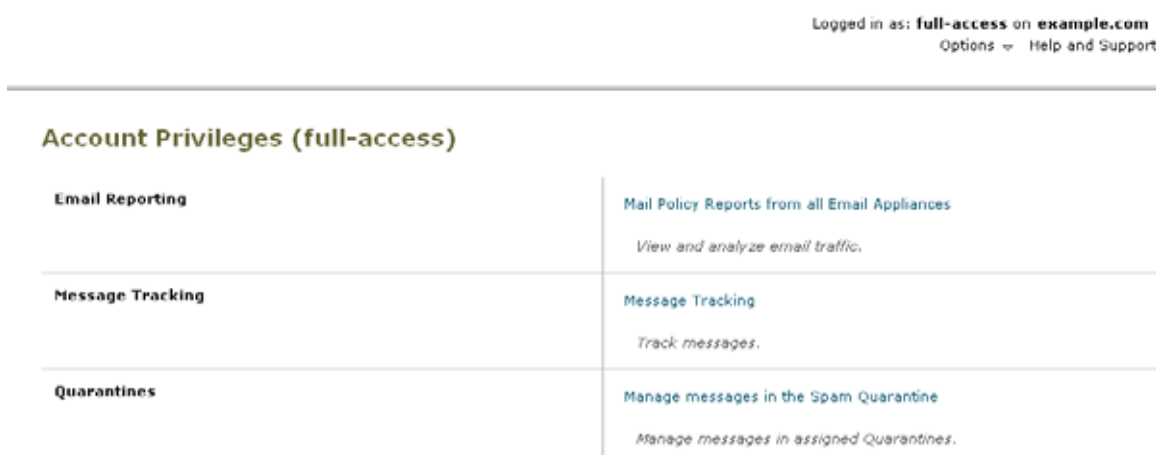 Logged in as: full-access on example.com
Options Help and Support
Account Privileges (full-access)
Email Reporting
Mail Policy Reports from all Email Appliances
View and analyze email traffic.
Message Tracking
Message Tracking
Track messages.
Quarantines
Manage messages in the Spam Quarantine
Manage messages in assigned Quarantines.